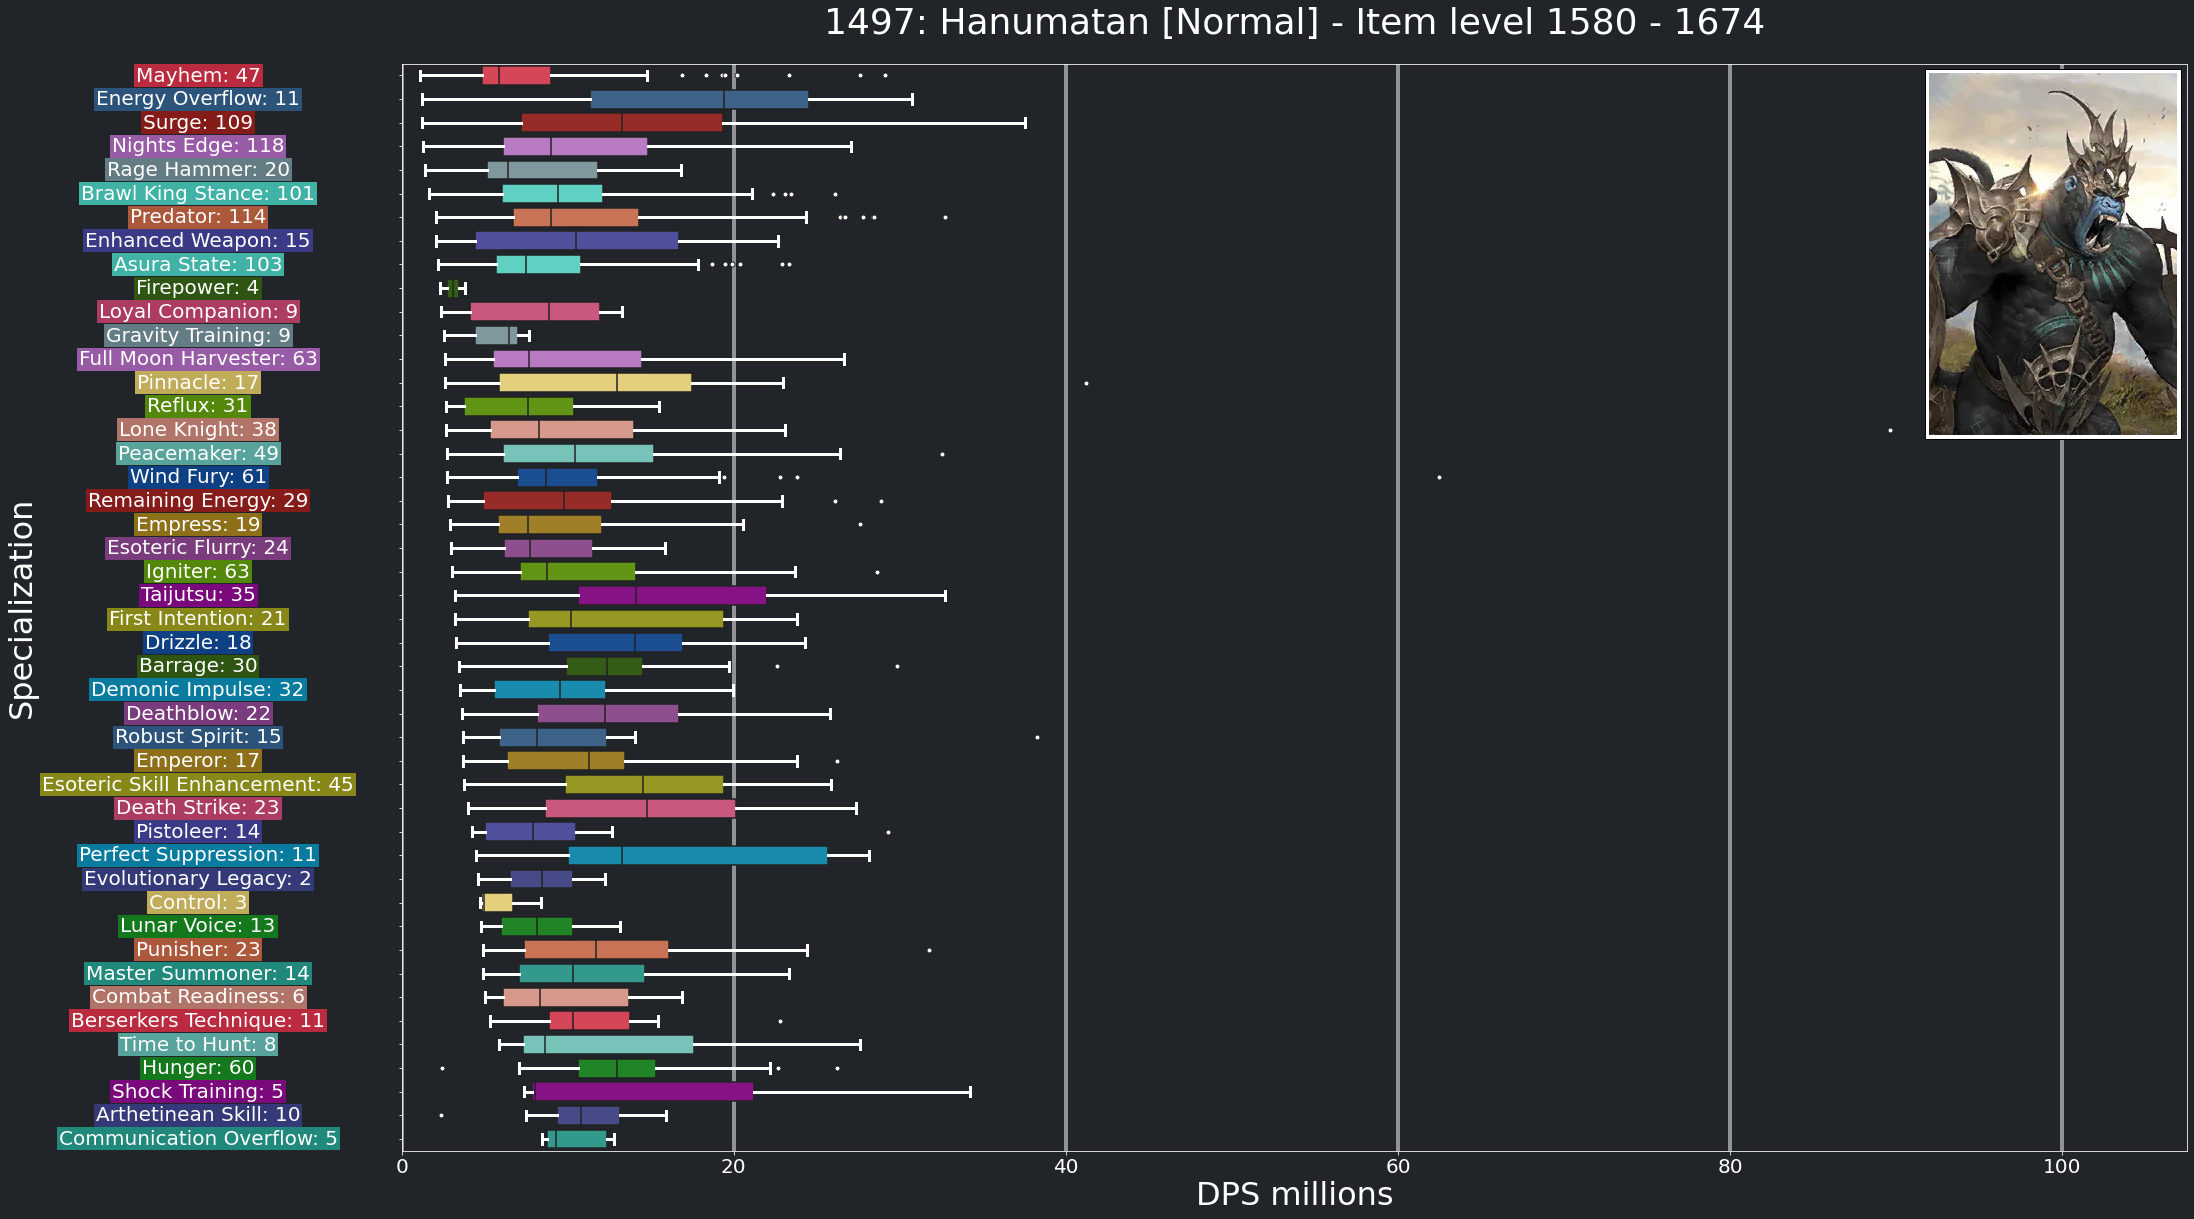 1497: Hanumatan [Normal] - Item level 1580 - 1674
Mayhem: 47
Energy Overflow: 11
Surge: 109
Nights Edge: 118
Rage Hammer: 20
Brawl King Stance: 101
Predator: 114
Enhanced Weapon: 15
Asura State: 103
Firepower: 4
Loyal Companion: 9
Gravity Training: 9
Full Moon Harvester: 63
Pinnacle: 17
Reflux: 31
Lone Knight: 38
Peacemaker: 49
Wind Fury: 61
Remaining Energy: 29
Empress: 19
Esoteric Flurry: 24
Igniter: 63
Taijutsu: 35
First Intention: 21
Drizzle: 18
Barrage: 30
Demonic Impulse: 32
Deathblow: 22
Robust Spirit: 15
Emperor: 17
Esoteric Skill Enhancement: 45
Death Strike: 23
Pistoleer: 14
Perfect Suppression: 11
Evolutionary Legacy: 2
Control: 3
Lunar Voice: 13
Punisher: 23
Master Summoner: 14
Combat Readiness: 6
Berserkers Technique: 11
Time to Hunt: 8
Hunger: 60
Shock Training: 5
Arthetinean Skill: 10
Communication Overflow: 5
Specialization
0 20 40 60 80 100
DPS millions